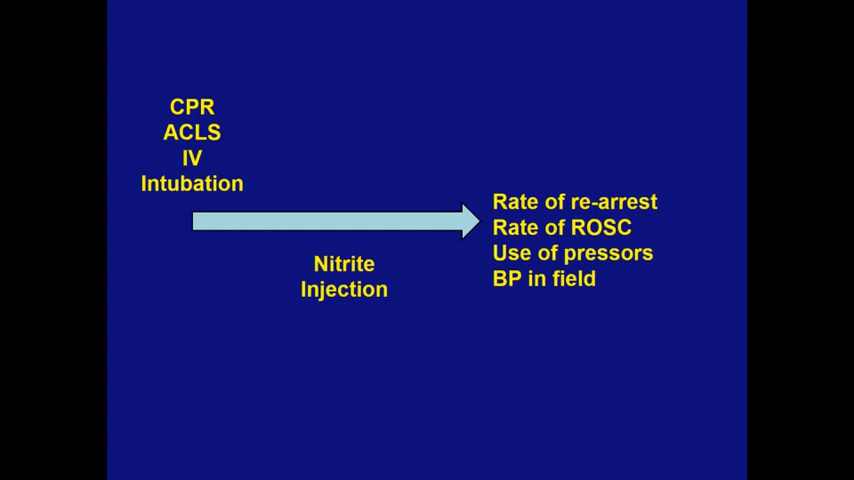 CPR
ACLS
IV
Intubation
Nitrite
Injection
Rate of re-arrest
Rate of ROSC
Use of pressors
BP in field